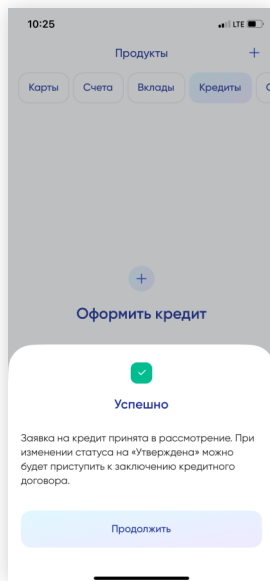 10:25
LTE
Продукты
Карты Счета Вклады Кредиты
Оформить кредит
Успешно
Заявка на кредит принята в рассмотрение. При
изменении статуса на «Утверждена» можно
будет приступить к заключению кредитного
договора.
Продолжить